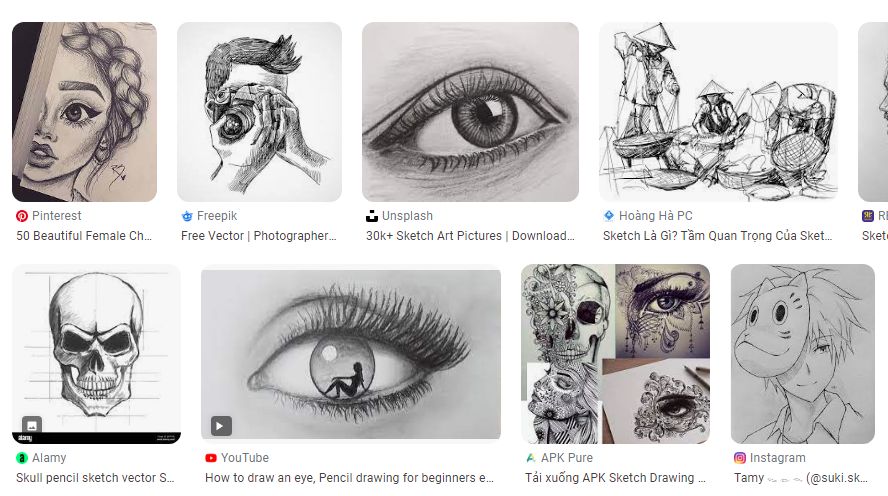 Pinterest
50 Beautiful Female Ch...
Freepik
Free Vector | Photographer...
Unsplash
30k+ Sketch Art Pictures | Download...
Hoàng Hà PC
Sketch Là Gì? Tầm Quan Trọng Của Sket...
alamy
Alamy
Skull pencil sketch vector S...
YouTube
How to draw an eye, Pencil drawing for beginners e...
APK Pure
Tải xuống APK Sketch Drawing ...
Instagram
Tamy (@suki.sk...